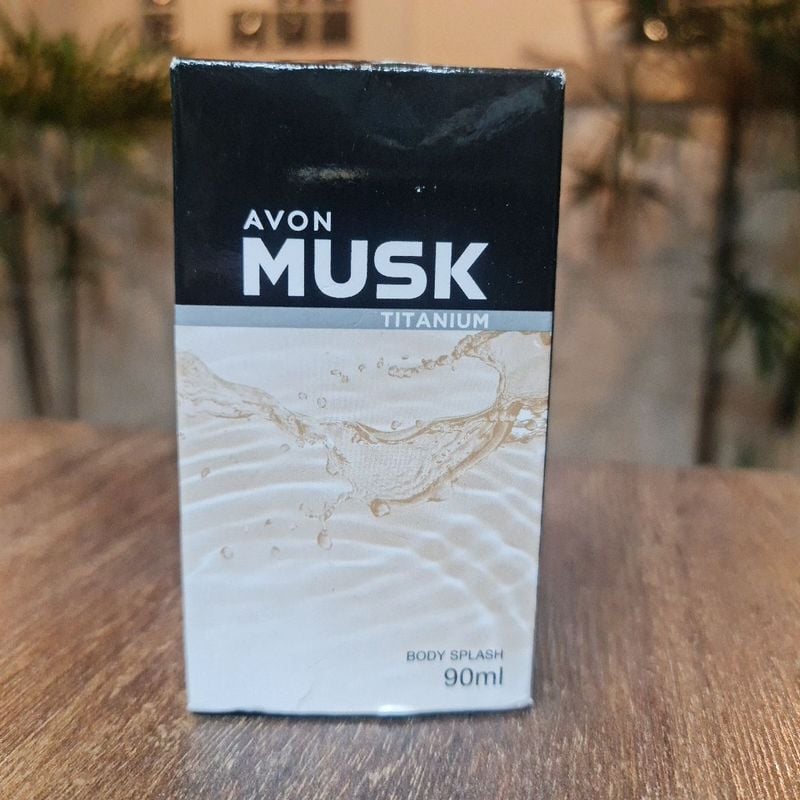 AVON
MUSK
TITANIUM
BODY SPLASH
90ml